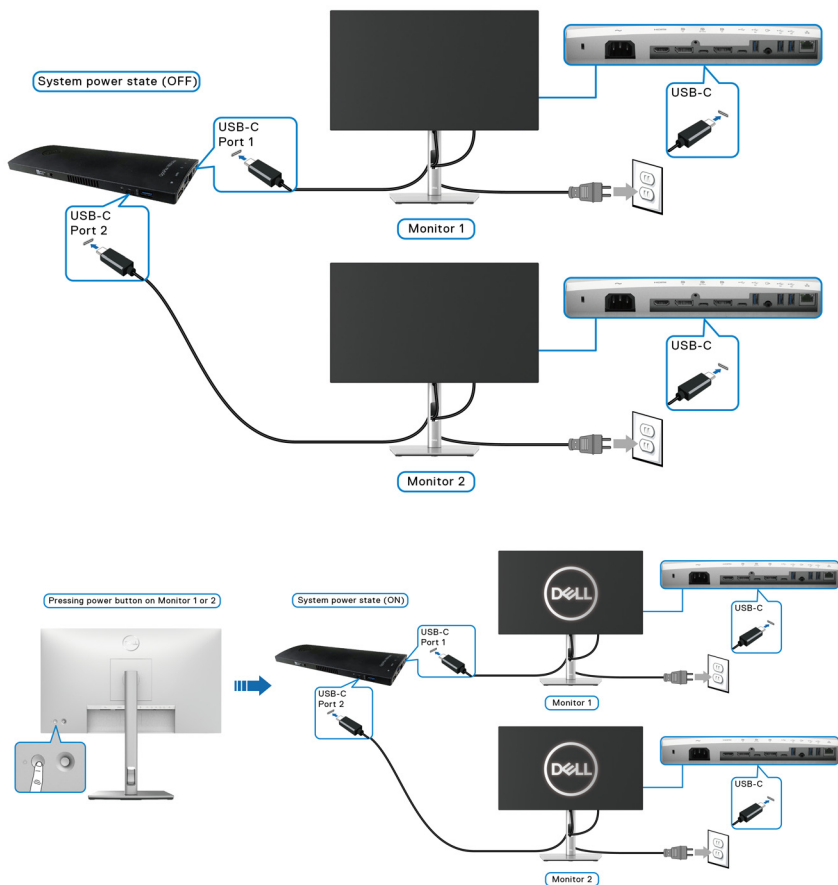 System power state (OFF)
USB-C
Port 1
USB-C
Monitor 1
USB-C
Port 2
USB-C
Monitor 2
Pressing power button on Monitor 1 or 2
System power state (ON)
USB-C
Port 1
DELL
USB-C
Monitor 1
USB-C
Port 2
DELL
USB-C
Monitor 2